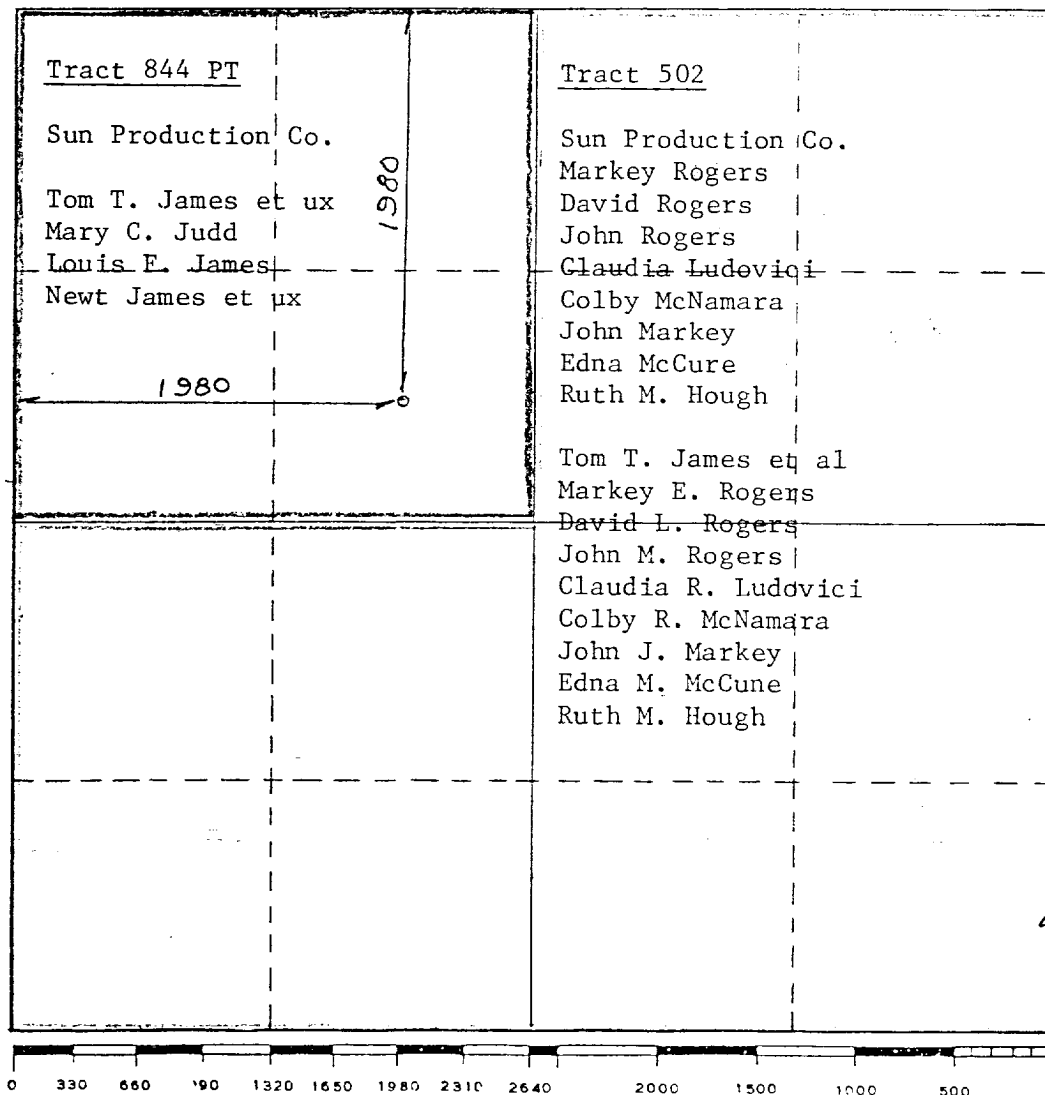 Tract 844 PT
Sun Production Co.
Tom T. James et ux
Mary C. Judd
Louis E. James
Newt James et ux
1980
1980
Tract 502
Sun Production Co.
Markey Rogers
David Rogers
John Rogers
Claudia Ludovici
Colby McNamara
John Markey
Edna McCure
Ruth M. Hough
Tom T. James et al
Markey E. Rogers
David L. Rogers
John M. Rogers
Claudia R. Ludovici
Colby R. McNamara
John J. Markey
Edna M. McCune
Ruth M. Hough
0 330 660 90 1320 1650 1980 2310 2640 2000 1500 1000 500